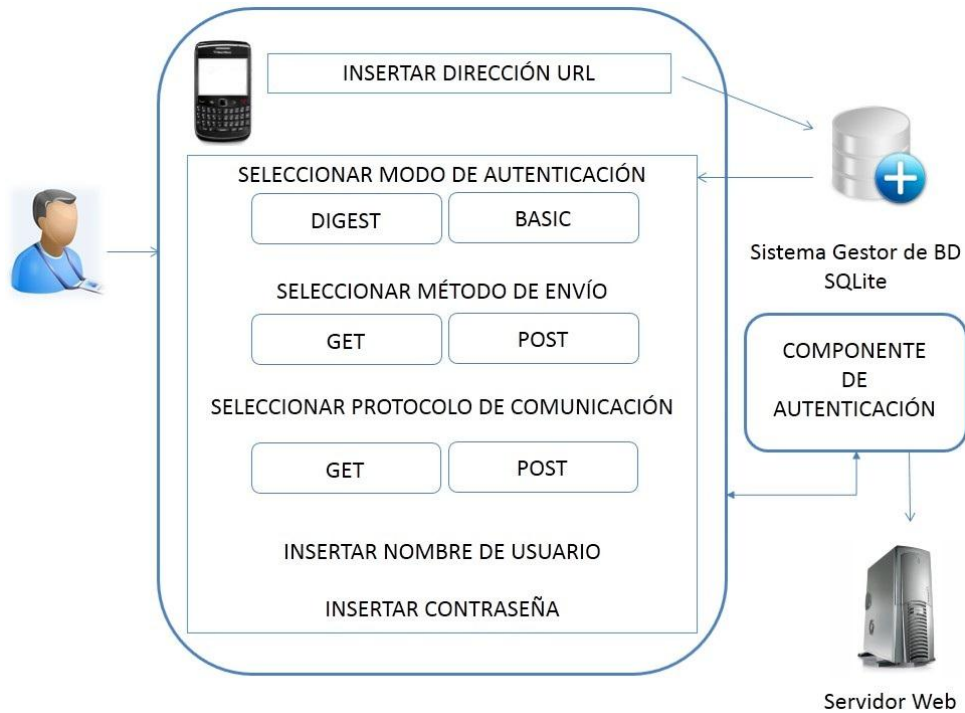 INSERTAR DIRECCIÓN URL
SELECCIONAR MODO DE AUTENTICACIÓN
DIGEST
BASIC
SELECCIONAR MÉTODO DE ENVÍO
GET
POST
SELECCIONAR PROTOCOLO DE COMUNICACIÓN
GET
POST
INSERTAR NOMBRE DE USUARIO
INSERTAR CONTRASEÑA
Sistema Gestor de BD
SQLite
COMPONENTE
DE
AUTENTICACIÓN
Servidor Web